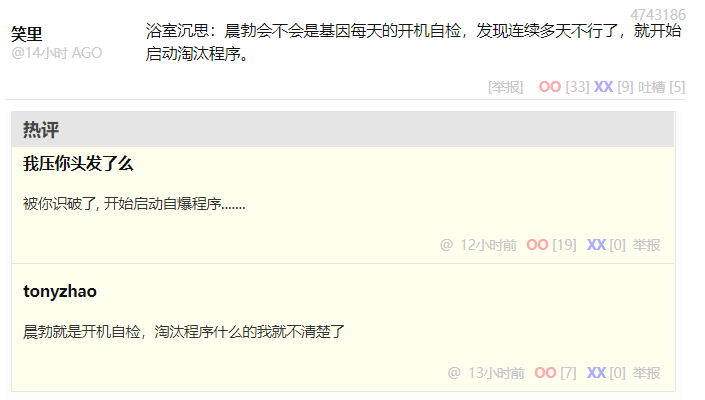 4743186
笑里
@14小时 AGO
浴室沉思：晨勃会不会是基因每天的开机自检，发现连续多天不行了，就开始
启动淘汰程序。
[举报] OO [33] XX [9] 吐槽 [5]
热评
我压你头发了么
被你识破了, 开始启动自爆程序.......
@ 12小时前 OO [19] XX [0] 举报
tonyzhao
晨勃就是开机自检，淘汰程序什么的我就不清楚了
@ 13小时前 OO [7] XX [0] 举报